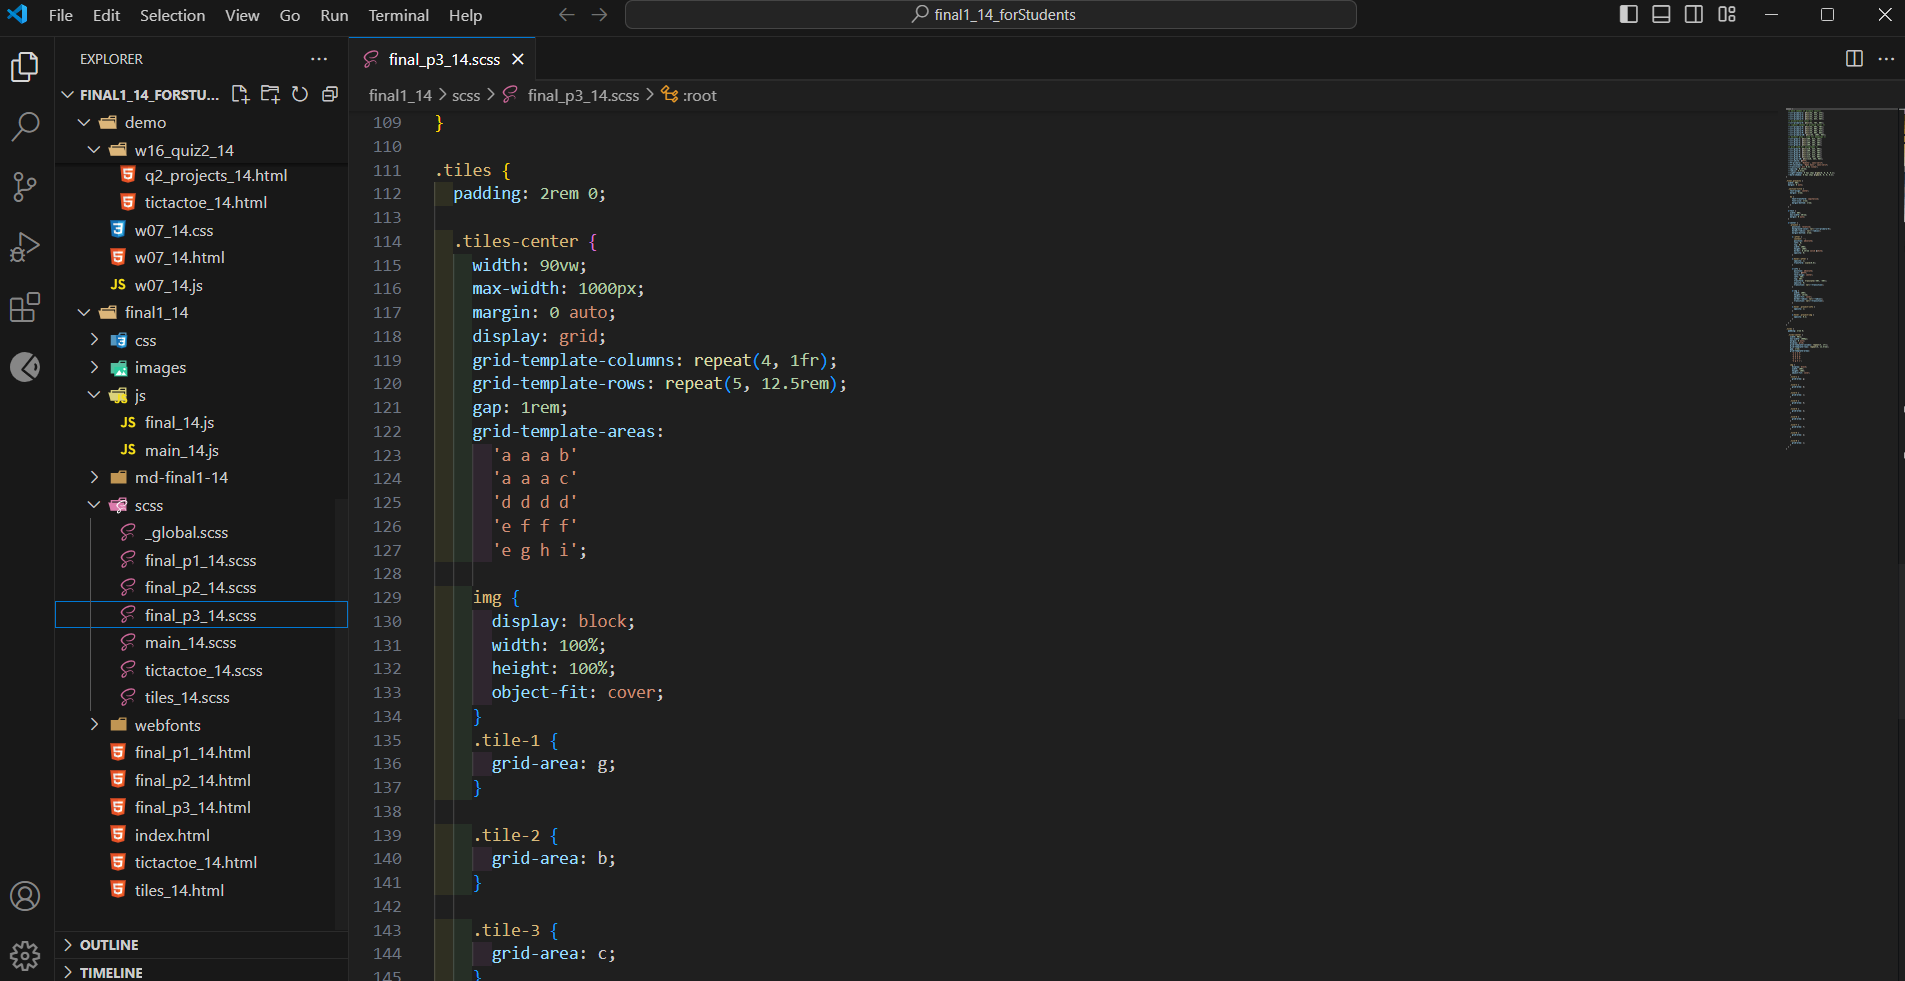 File Edit Selection View Go Run Terminal Help
final1_14_forStudents
EXPLORER
FINAL1_14_FORSTU...
demo
w16_quiz2_14
q2_projects_14.html
tictactoe_14.html
w07_14.css
w07_14.html
JS w07_14.js
final1_14
css
images
js
JS final_14.js
JS main_14.js
md-final1-14
scss
_global.scss
final_p1_14.scss
final_p2_14.scss
final_p3_14.scss
main_14.scss
tictactoe_14.scss
tiles_14.scss
webfonts
final_p1_14.html
final_p2_14.html
final_p3_14.html
index.html
tictactoe_14.html
tiles_14.html
OUTLINE
TIMELINE
final_p3_14.scss
final1_14 > scss > final_p3_14.scss > :root
109 }
110
111 .tiles {
112 padding: 2rem 0;
113
114 .tiles-center {
115 width: 90vw;
116 max-width: 1000px;
117 margin: 0 auto;
118 display: grid;
119 grid-template-columns: repeat(4, 1fr);
120 grid-template-rows: repeat(5, 12.5rem);
121 gap: 1rem;
122 grid-template-areas:
123 'a a a b'
124 'a a a c'
125 'd d d d'
126 'e f f f'
127 'e g h i';
128
129 img {
130 display: block;
131 width: 100%;
132 height: 100%;
133 object-fit: cover;
134 }
135 .tile-1 {
136 grid-area: g;
137 }
138
139 .tile-2 {
140 grid-area: b;
141 }
142
143 .tile-3 {
144 grid-area: c;
145 }